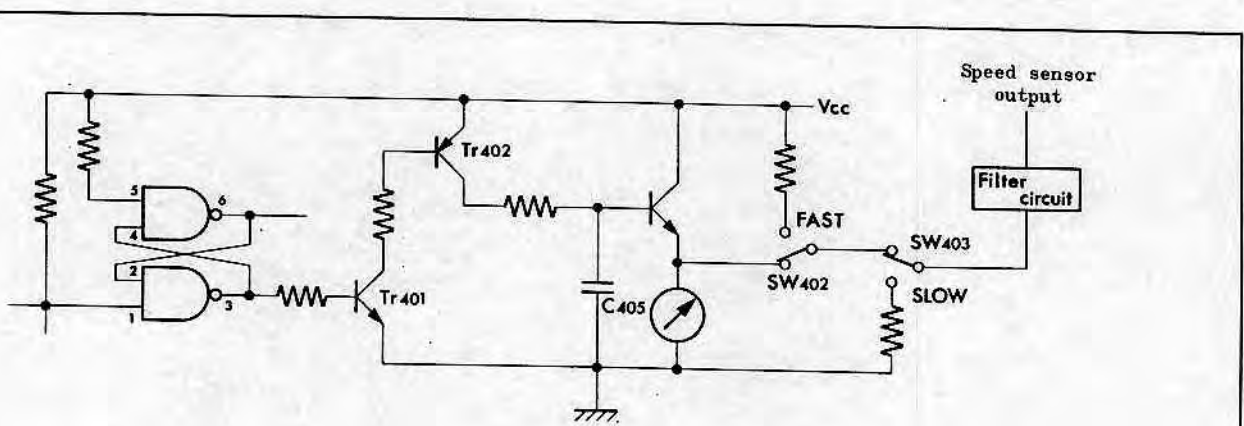 Speed sensor
output
Vcc
Tr402
Filter
circuit
5
6
4
FAST
SW403
2
SW402
3
Tr401
C405
SLOW
1